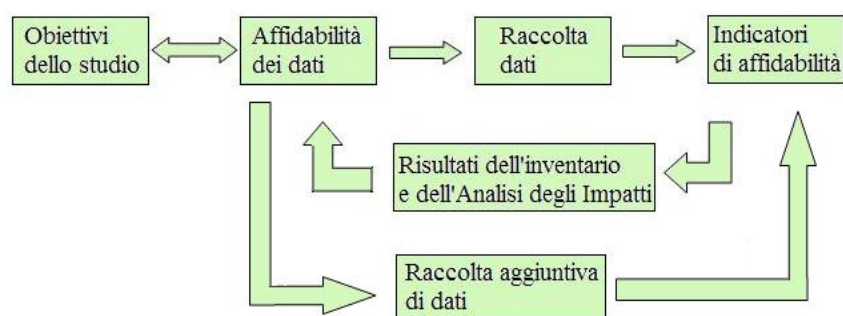 Obiettivi
dello studio
Affidabilità
dei dati
Raccolta
dati
Indicatori
di affidabilità
Risultati dell'inventario
e dell'Analisi degli Impatti
Raccolta aggiuntiva
di dati